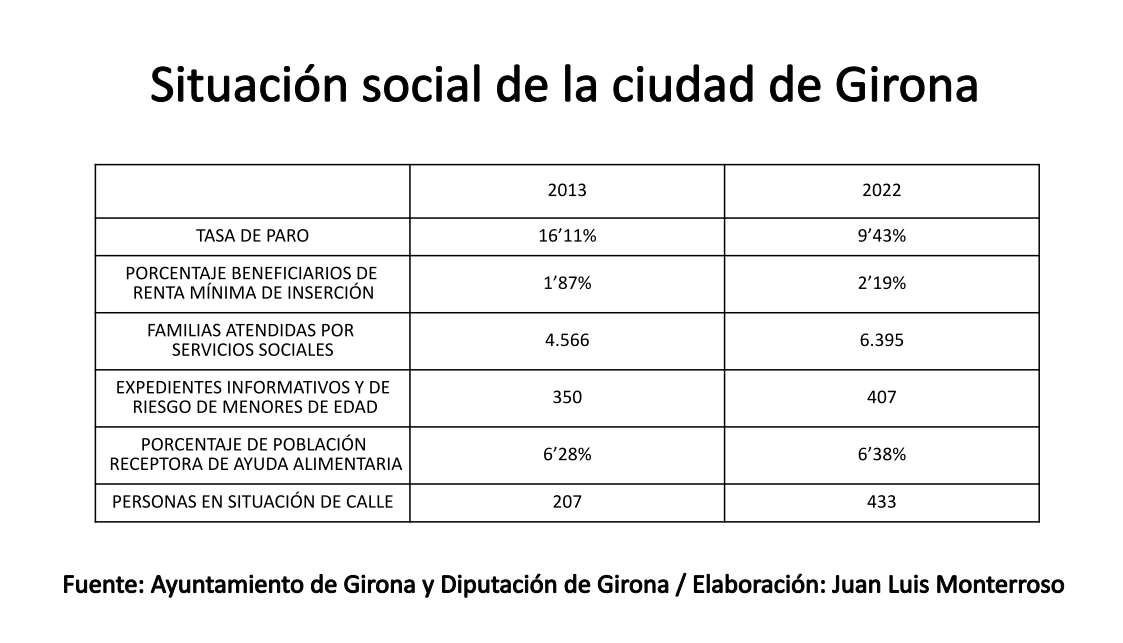 Situación social de la ciudad de Girona
2013 2022
TASA DE PARO 16’11% 9’43%
PORCENTAJE BENEFICIARIOS DE
RENTA MÍNIMA DE INSERCIÓN 1’87% 2’19%
FAMILIAS ATENDIDAS POR
SERVICIOS SOCIALES 4.566 6.395
EXPEDIENTES INFORMATIVOS Y DE
RIESGO DE MENORES DE EDAD 350 407
PORCENTAJE DE POBLACIÓN
RECEPTORA DE AYUDA ALIMENTARIA 6’28% 6’38%
PERSONAS EN SITUACIÓN DE CALLE 207 433
Fuente: Ayuntamiento de Girona y Diputación de Girona / Elaboración: Juan Luis Monterroso